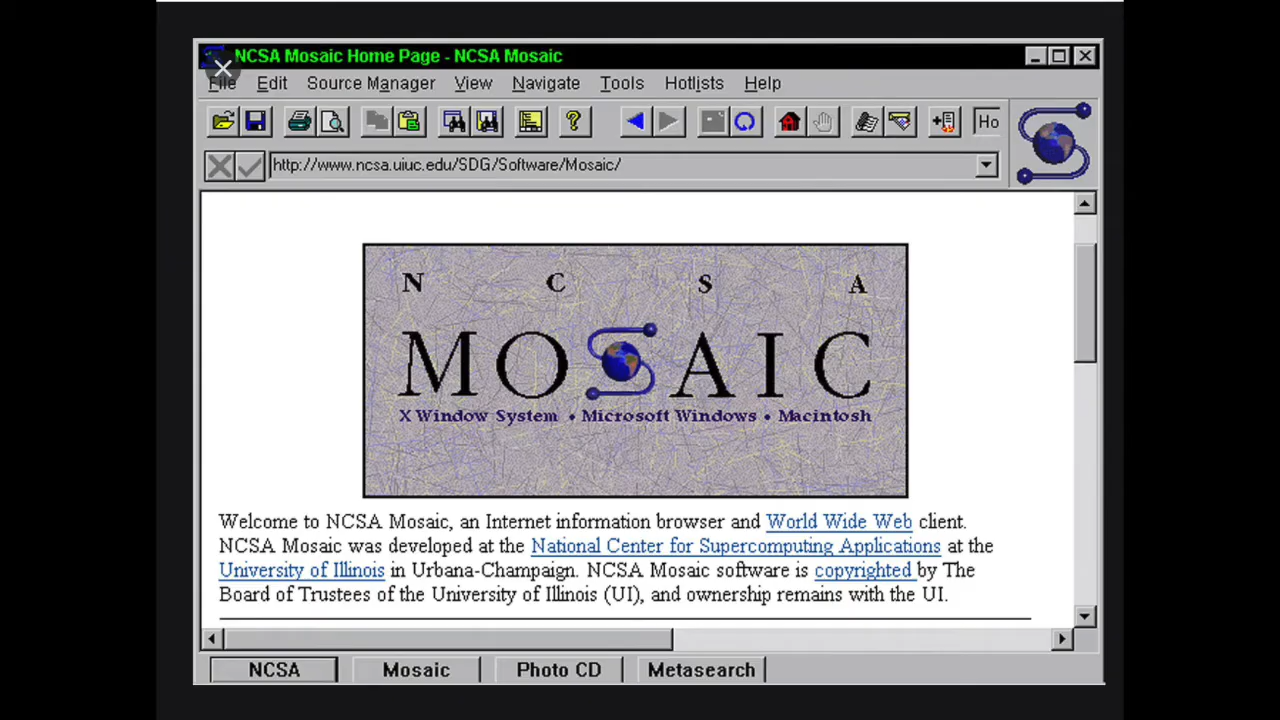 NCSA Mosaic Home Page - NCSA Mosaic
File Edit Source Manager View Navigate Tools Hotlists Help
Ho
http://www.ncsa.uiuc.edu/SDG/Software/Mosaic/
N C S A
MOSAIC
X Window System • Microsoft Windows • Macintosh
Welcome to NCSA Mosaic, an Internet information browser and World Wide Web client.
NCSA Mosaic was developed at the National Center for Supercomputing Applications at the
University of Illinois in Urbana-Champaign. NCSA Mosaic software is copyrighted by The
Board of Trustees of the University of Illinois (UI), and ownership remains with the UI.
NCSA Mosaic Photo CD Metasearch